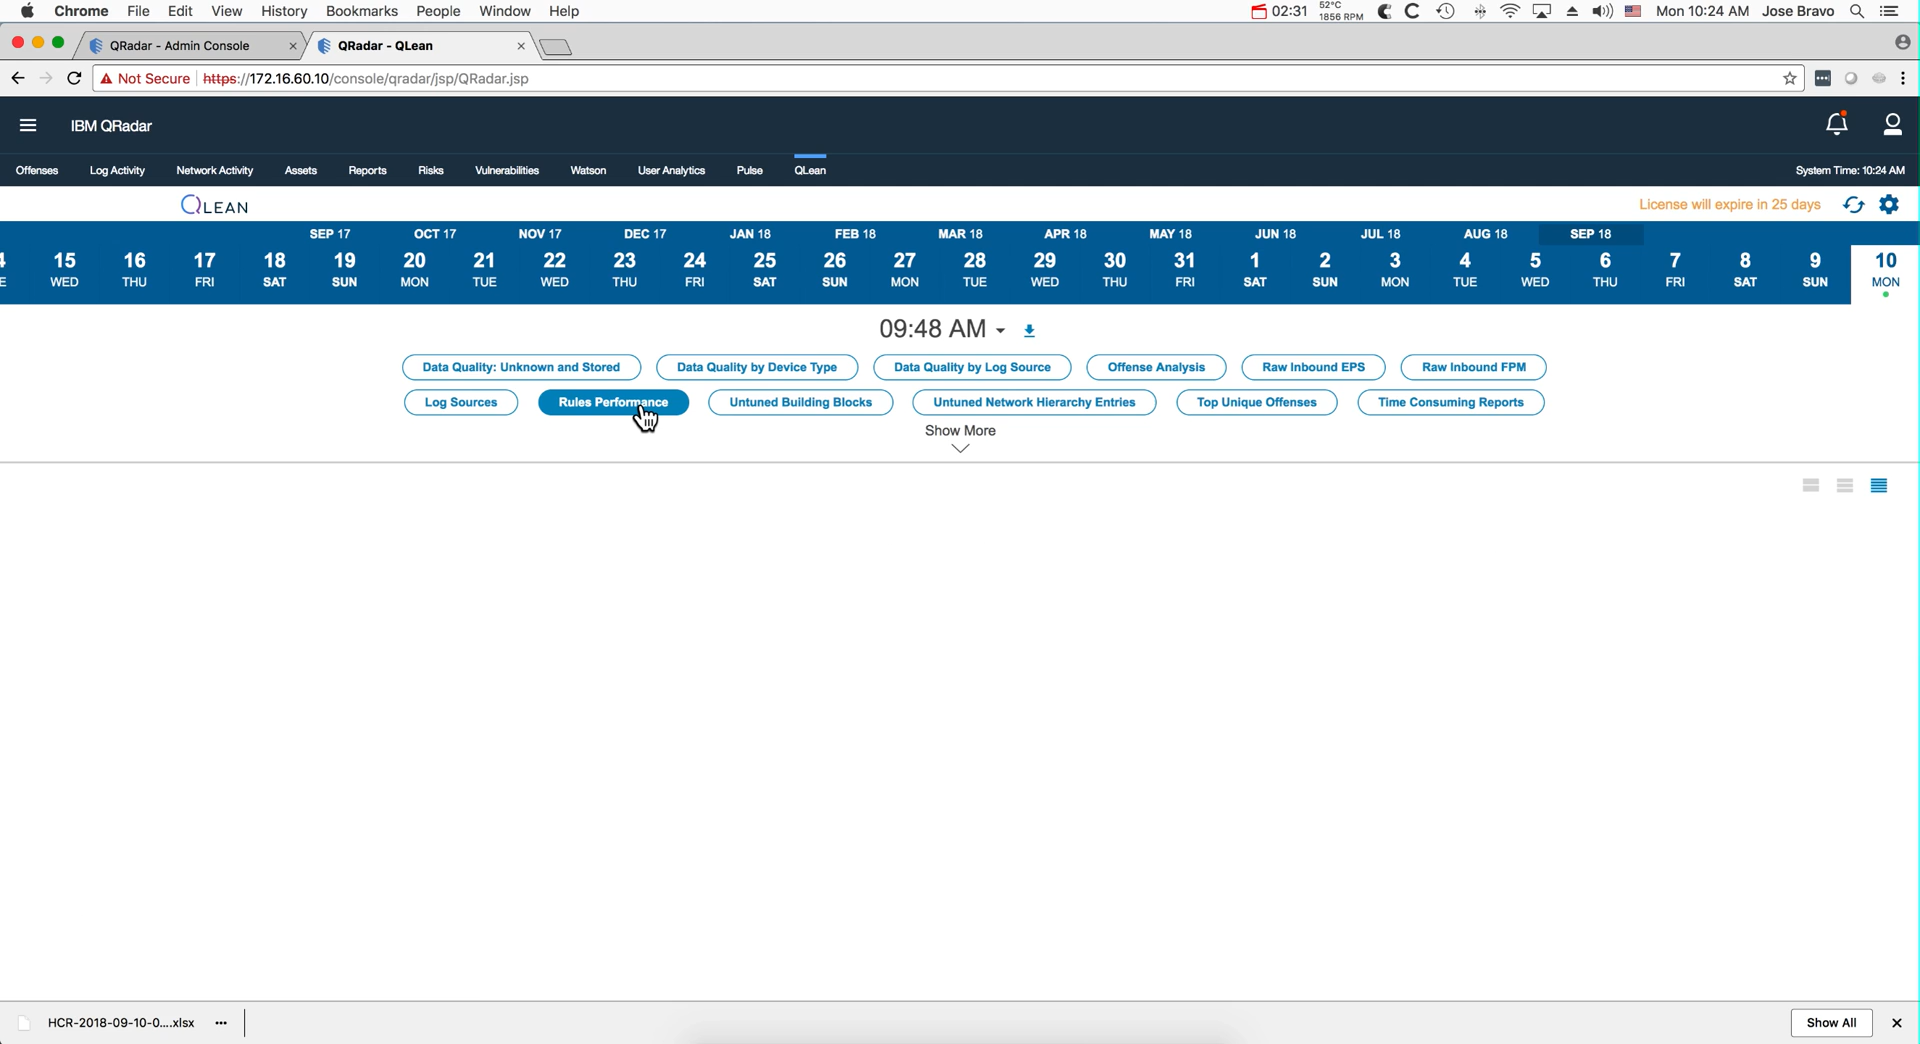 Chrome File Edit View History Bookmarks People Window Help 02:31 52°C 1856 RPM Mon 10:24 AM Jose Bravo
QRadar - Admin Console QRadar - QLean
Not Secure https://172.16.60.10/console/qradar/jsp/QRadar.jsp
IBM QRadar
Offenses Log Activity Network Activity Assets Reports Risks Vulnerabilities Watson User Analytics Pulse QLean System Time: 10:24 AM
QLEAN License will expire in 25 days
SEP 17 OCT 17 NOV 17 DEC 17 JAN 18 FEB 18 MAR 18 APR 18 MAY 18 JUN 18 JUL 18 AUG 18 SEP 18
4 15 16 17 18 19 20 21 22 23 24 25 26 27 28 29 30 31 1 2 3 4 5 6 7 8 9 10
E WED THU FRI SAT SUN MON TUE WED THU FRI SAT SUN MON TUE WED THU FRI SAT SUN MON TUE WED THU FRI SAT SUN MON
09:48 AM
Data Quality: Unknown and Stored Data Quality by Device Type Data Quality by Log Source Offense Analysis Raw Inbound EPS Raw Inbound FPM
Log Sources Rules Performance Untuned Building Blocks Untuned Network Hierarchy Entries Top Unique Offenses Time Consuming Reports
Show More
HCR-2018-09-10-0....xlsx Show All